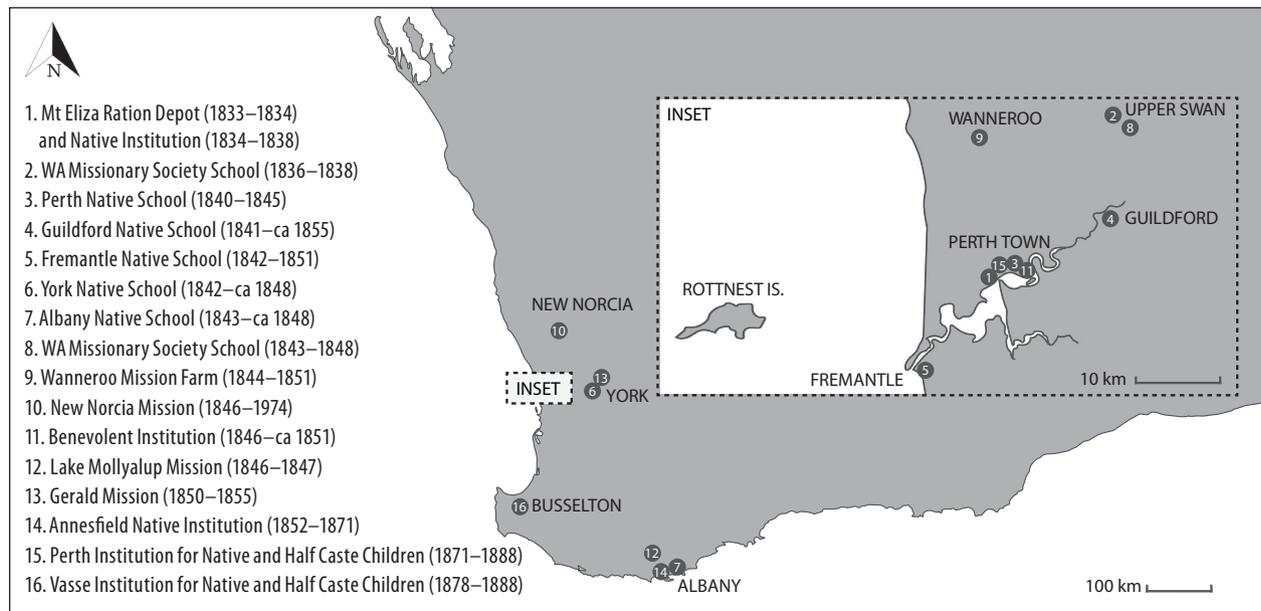 N
1. Mt Eliza Ration Depot (1833–1834)
and Native Institution (1834–1838)
2. WA Missionary Society School (1836–1838)
3. Perth Native School (1840–1845)
4. Guildford Native School (1841–ca 1855)
5. Fremantle Native School (1842–1851)
6. York Native School (1842–ca 1848)
7. Albany Native School (1843–ca 1848)
8. WA Missionary Society School (1843–1848)
9. Wanneroo Mission Farm (1844–1851)
10. New Norcia Mission (1846–1974)
11. Benevolent Institution (1846–ca 1851)
12. Lake Mollyalup Mission (1846–1847)
13. Gerald Mission (1850–1855)
14. Annesfield Native Institution (1852–1871)
15. Perth Institution for Native and Half Caste Children (1871–1888)
16. Vasse Institution for Native and Half Caste Children (1878–1888)
NEW NORCIA
10
INSET
13
6
YORK
16
BUSSELTON
12
14
7
ALBANY
100 km
INSET
WANNEROO
9
2
UPPER SWAN
8
4
GUILDFORD
PERTH TOWN
15
3
11
1
ROTTNEST IS.
FREMANTLE
5
10 km